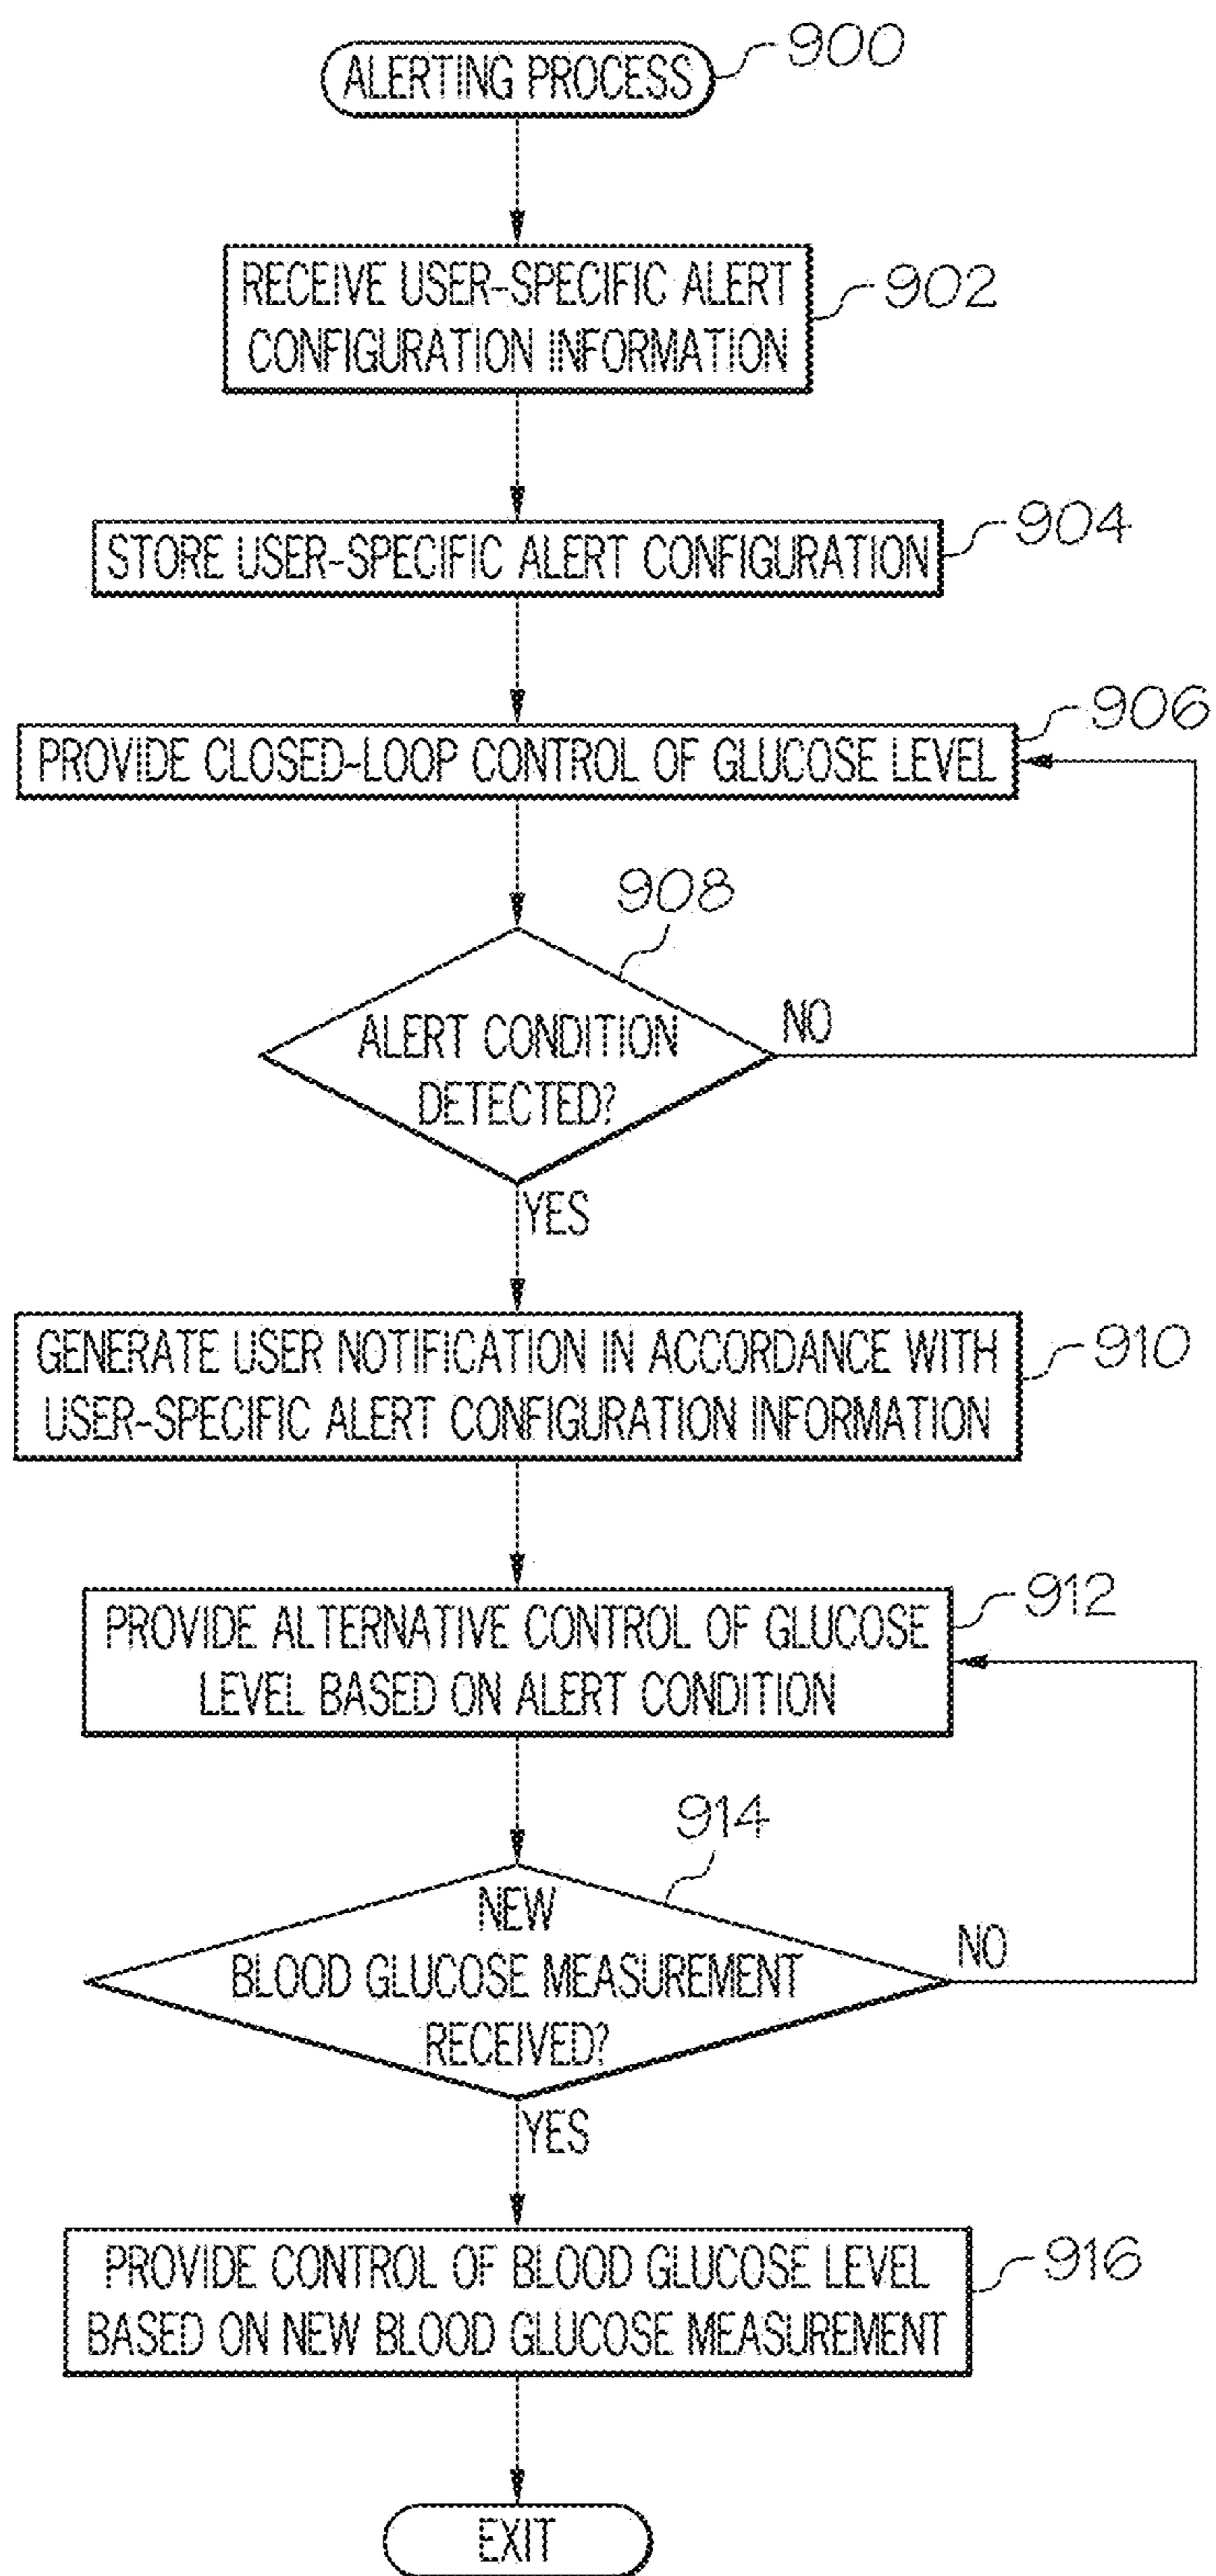 ALERTING PROCESS
900
RECEIVE USER-SPECIFIC ALERT
CONFIGURATION INFORMATION
902
STORE USER-SPECIFIC ALERT CONFIGURATION
904
PROVIDE CLOSED-LOOP CONTROL OF GLUCOSE LEVEL
906
908
ALERT CONDITION
DETECTED?
NO
YES
GENERATE USER NOTIFICATION IN ACCORDANCE WITH
USER-SPECIFIC ALERT CONFIGURATION INFORMATION
910
PROVIDE ALTERNATIVE CONTROL OF GLUCOSE
LEVEL BASED ON ALERT CONDITION
912
914
NEW
BLOOD GLUCOSE MEASUREMENT
RECEIVED?
NO
YES
PROVIDE CONTROL OF BLOOD GLUCOSE LEVEL
BASED ON NEW BLOOD GLUCOSE MEASUREMENT
916
EXIT